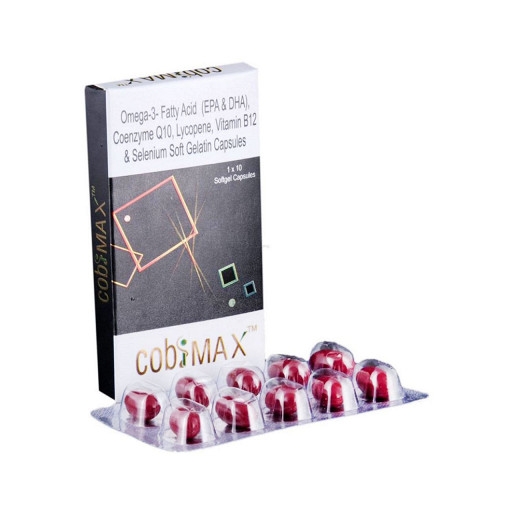 cobiMAX
Omega-3- Fatty Acid (EPA & DHA),
Coenzyme Q10, Lycopene, Vitamin B12
& Selenium Soft Gelatin Capsules
1 x 10
Softgel Capsules
cobiMAX™
cobiMAX™